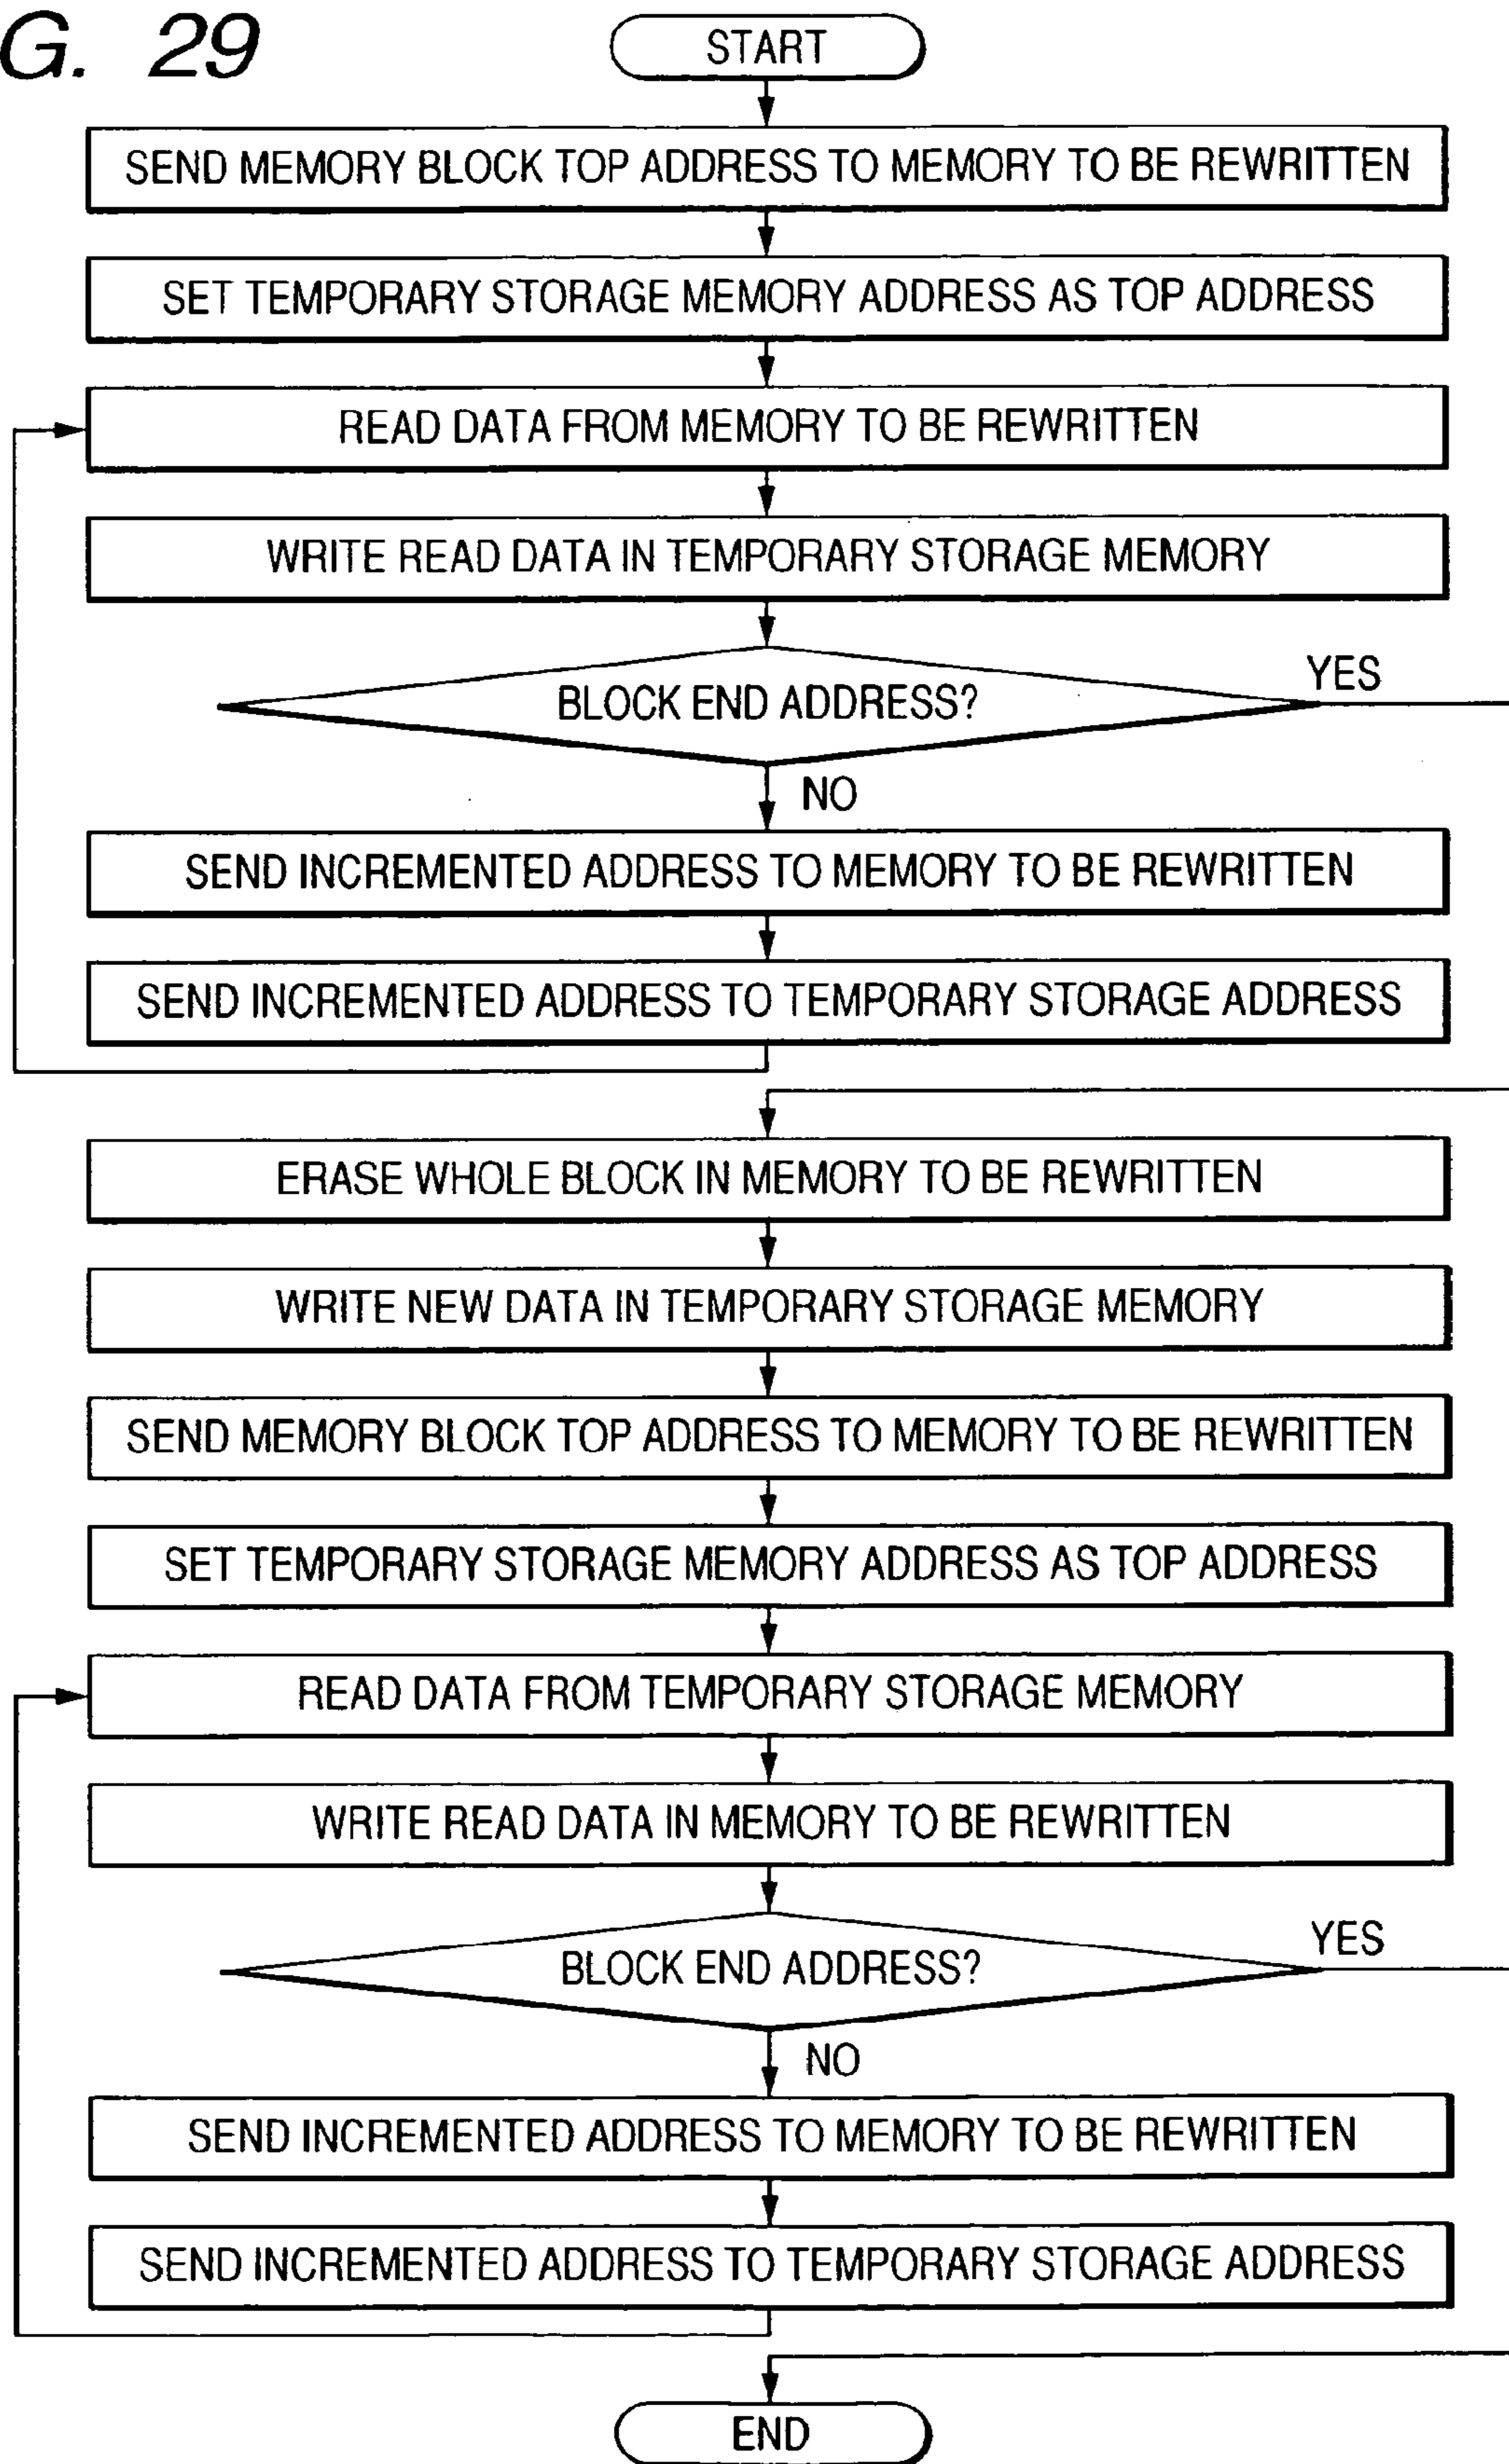 G. 29
START
SEND MEMORY BLOCK TOP ADDRESS TO MEMORY TO BE REWRITTEN
SET TEMPORARY STORAGE MEMORY ADDRESS AS TOP ADDRESS
READ DATA FROM MEMORY TO BE REWRITTEN
WRITE READ DATA IN TEMPORARY STORAGE MEMORY
BLOCK END ADDRESS?
YES
NO
SEND INCREMENTED ADDRESS TO MEMORY TO BE REWRITTEN
SEND INCREMENTED ADDRESS TO TEMPORARY STORAGE ADDRESS
ERASE WHOLE BLOCK IN MEMORY TO BE REWRITTEN
WRITE NEW DATA IN TEMPORARY STORAGE MEMORY
SEND MEMORY BLOCK TOP ADDRESS TO MEMORY TO BE REWRITTEN
SET TEMPORARY STORAGE MEMORY ADDRESS AS TOP ADDRESS
READ DATA FROM TEMPORARY STORAGE MEMORY
WRITE READ DATA IN MEMORY TO BE REWRITTEN
BLOCK END ADDRESS?
YES
NO
SEND INCREMENTED ADDRESS TO MEMORY TO BE REWRITTEN
SEND INCREMENTED ADDRESS TO TEMPORARY STORAGE ADDRESS
END